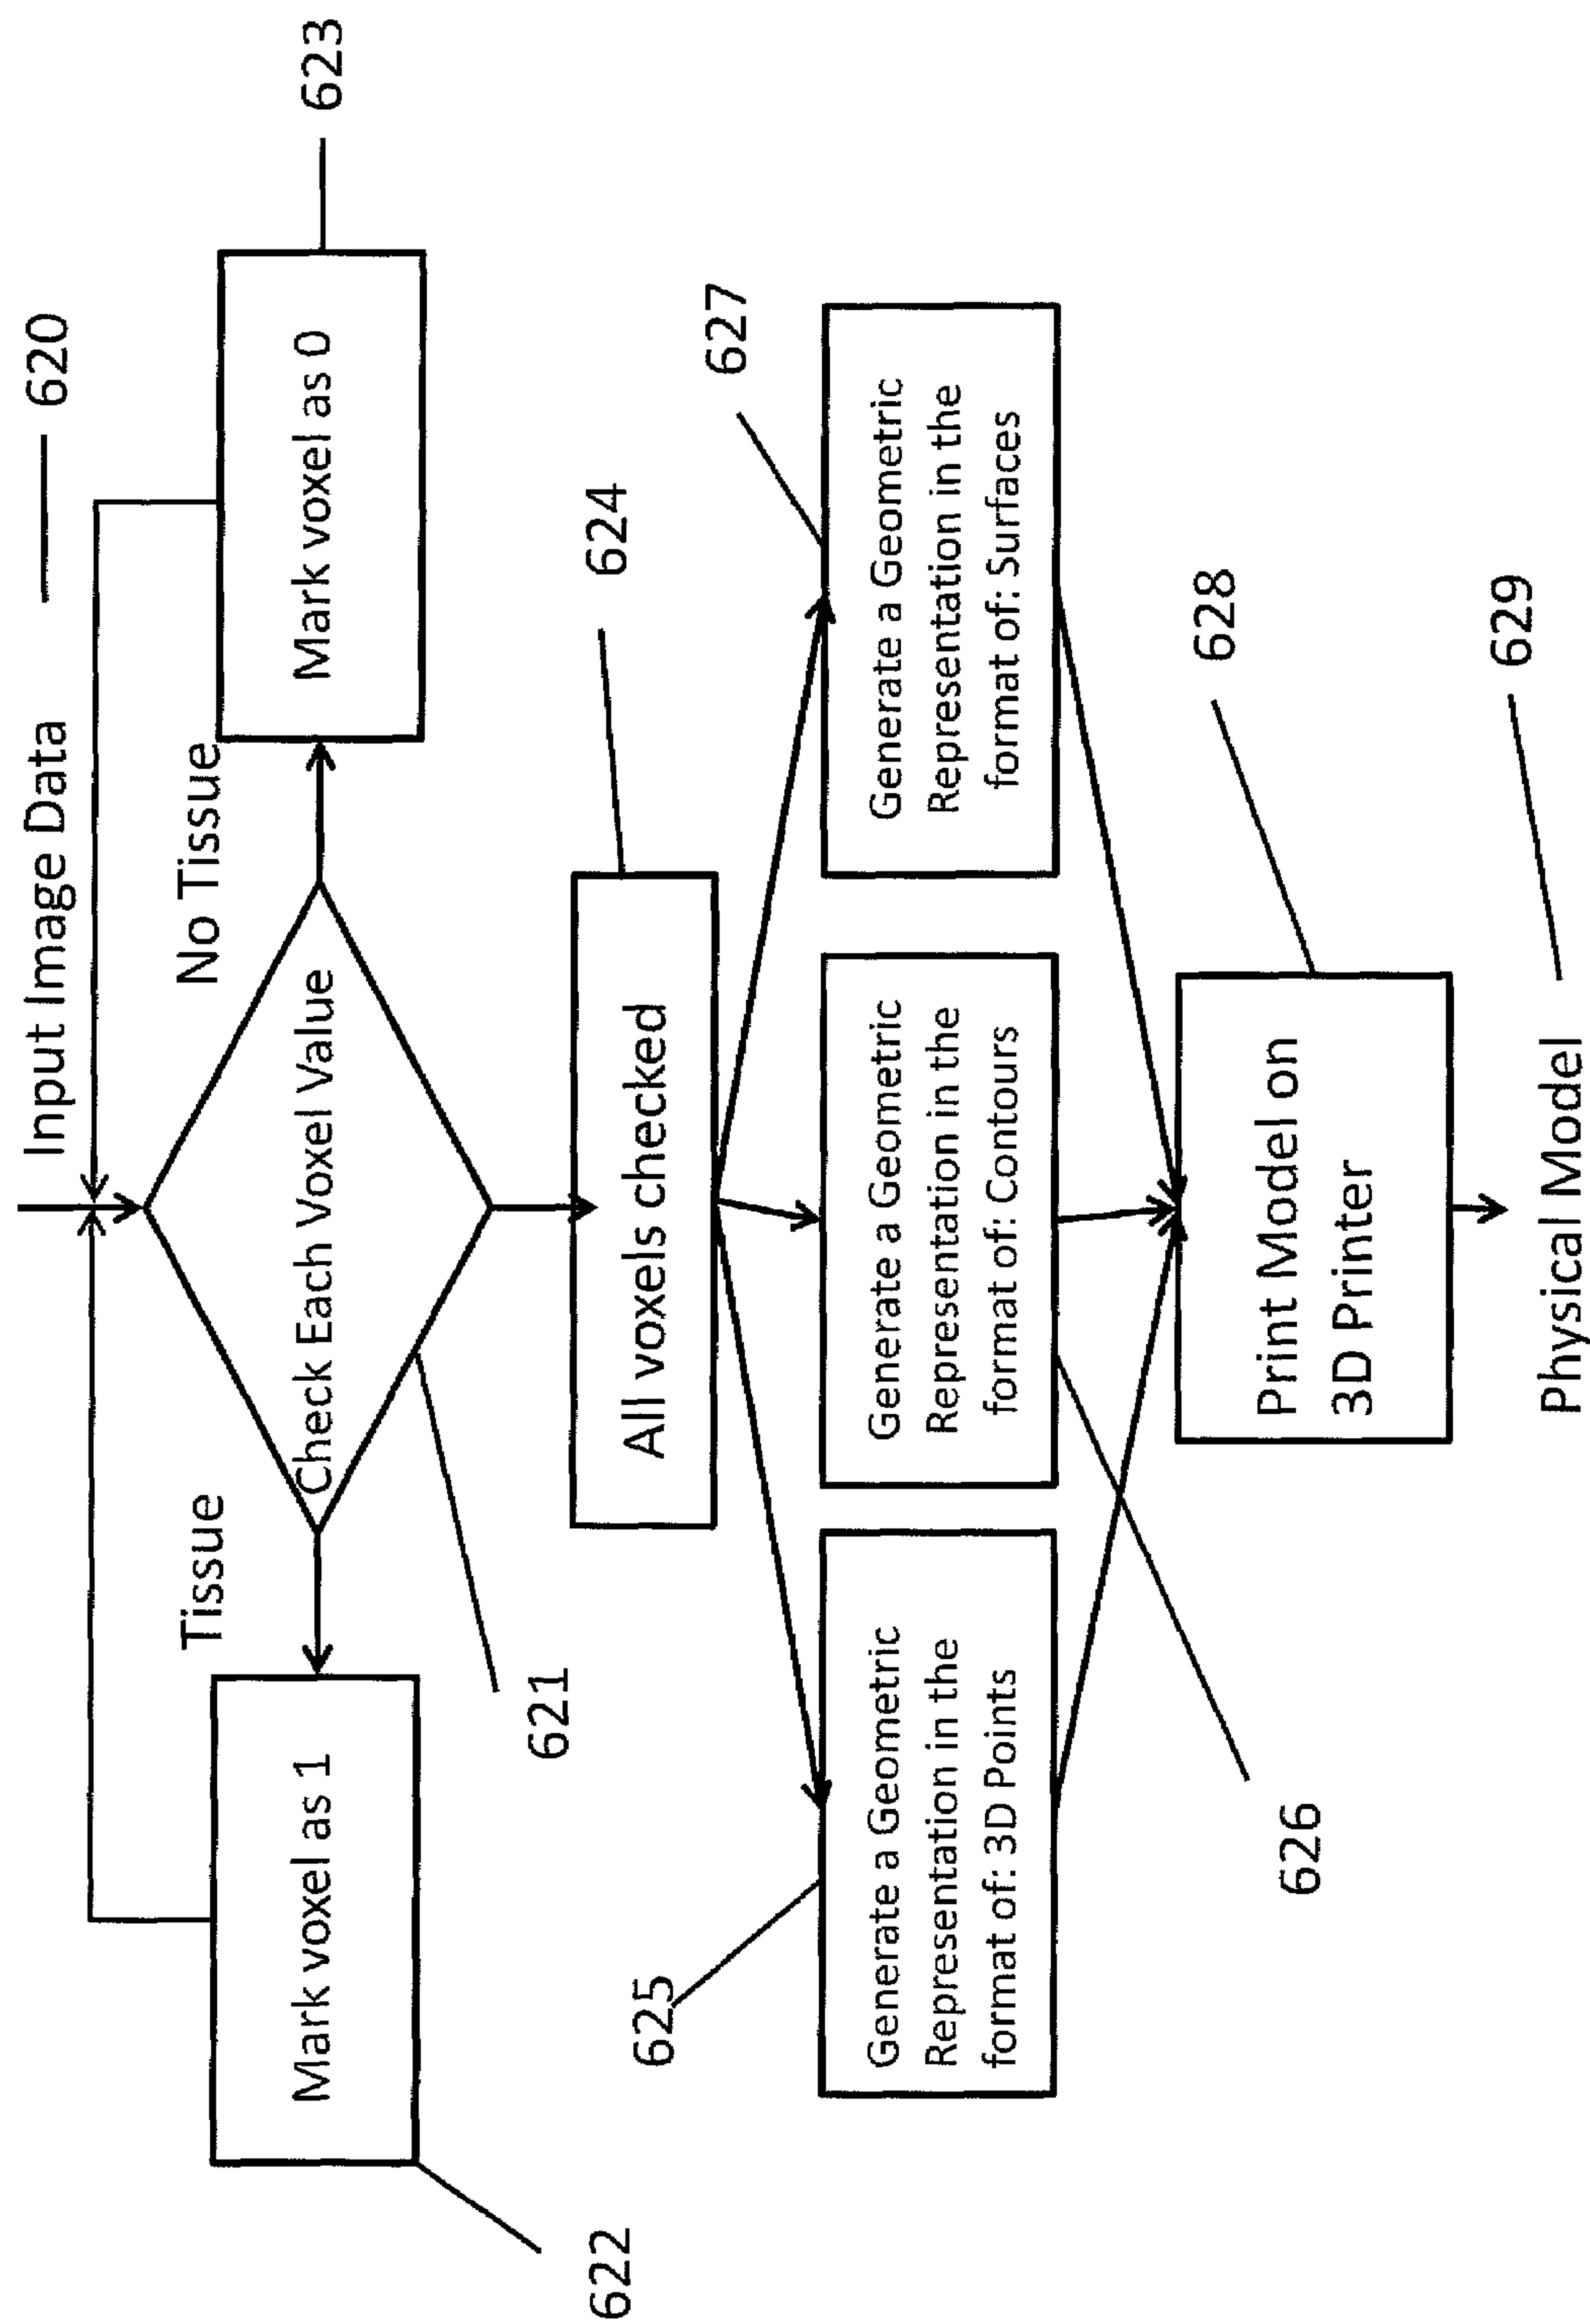 Input Image Data
620
Tissue
No Tissue
Mark voxel as 1
Check Each Voxel Value
Mark voxel as 0
622
621
623
All voxels checked
624
625
627
Generate a Geometric
Representation in the
format of: 3D Points
Generate a Geometric
Representation in the
format of: Contours
Generate a Geometric
Representation in the
format of: Surfaces
626
Print Model on
3D Printer
628
Physical Model
629